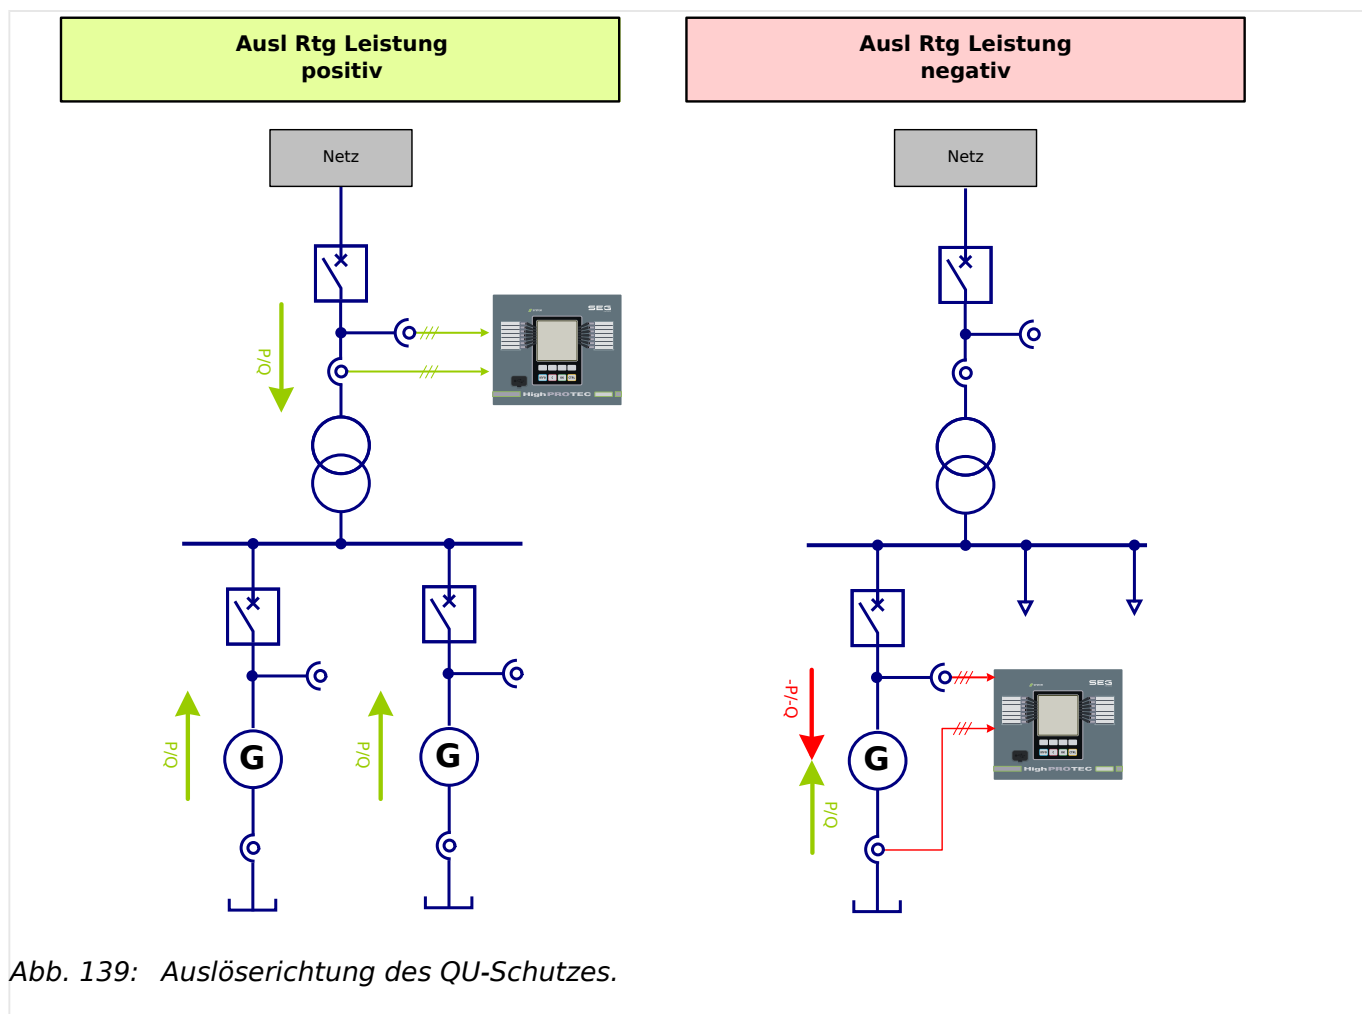 Ausl Rtg Leistung
positiv
Ausl Rtg Leistung
negativ
Netz
Netz
P/Q
SEG
HighPROTEC
P/Q
P/Q
G
G
-P/-Q
P/Q
G
SEG
HighPROTEC
Abb. 139: Auslöserichtung des QU-Schutzes.